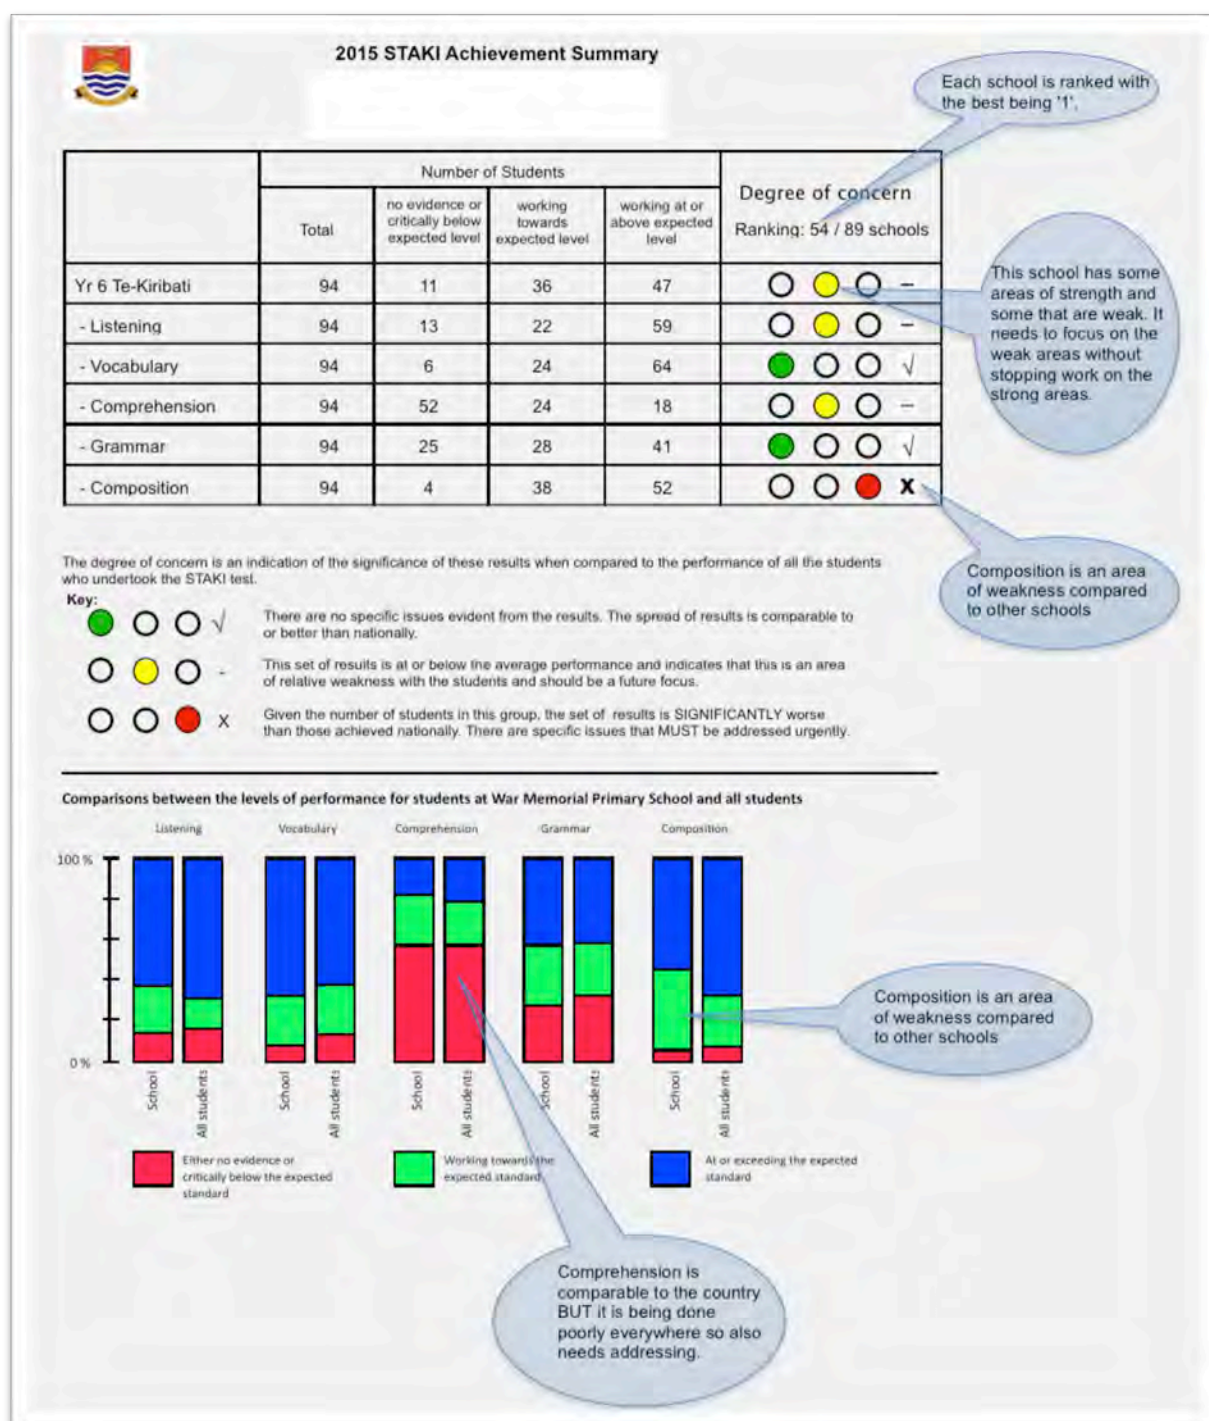 2015 STAKI Achievement Summary
Each school is ranked with
the best being '1'.
Number of Students
Degree of concern
Ranking: 54 / 89 schools
Total
no evidence or
critically below
expected level
working
towards
expected level
working at or
above expected
level
Yr 6 Te-Kiribati 94 11 36 47 –
- Listening 94 13 22 59 –
- Vocabulary 94 6 24 64 √
- Comprehension 94 52 24 18 –
- Grammar 94 25 28 41 √
- Composition 94 4 38 52 X
This school has some
areas of strength and
some that are weak. It
needs to focus on the
weak areas without
stopping work on the
strong areas.
Composition is an area
of weakness compared
to other schools
The degree of concern is an indication of the significance of these results when compared to the performance of all the students
who undertook the STAKI test.
Key:
√ There are no specific issues evident from the results. The spread of results is comparable to
or better than nationally.
- This set of results is at or below the average performance and indicates that this is an area
of relative weakness with the students and should be a future focus.
X Given the number of students in this group, the set of results is SIGNIFICANTLY worse
than those achieved nationally. There are specific issues that MUST be addressed urgently.
Comparisons between the levels of performance for students at War Memorial Primary School and all students
Listening Vocabulary Comprehension Grammar Composition
100 %
0 %
School
All students
School
All students
School
All students
School
All students
School
All students
Composition is an area
of weakness compared
to other schools
Either no evidence or
critically below the expected
standard
Working towards the
expected standard
At or exceeding the expected
standard
Comprehension is
comparable to the country
BUT it is being done
poorly everywhere so also
needs addressing.